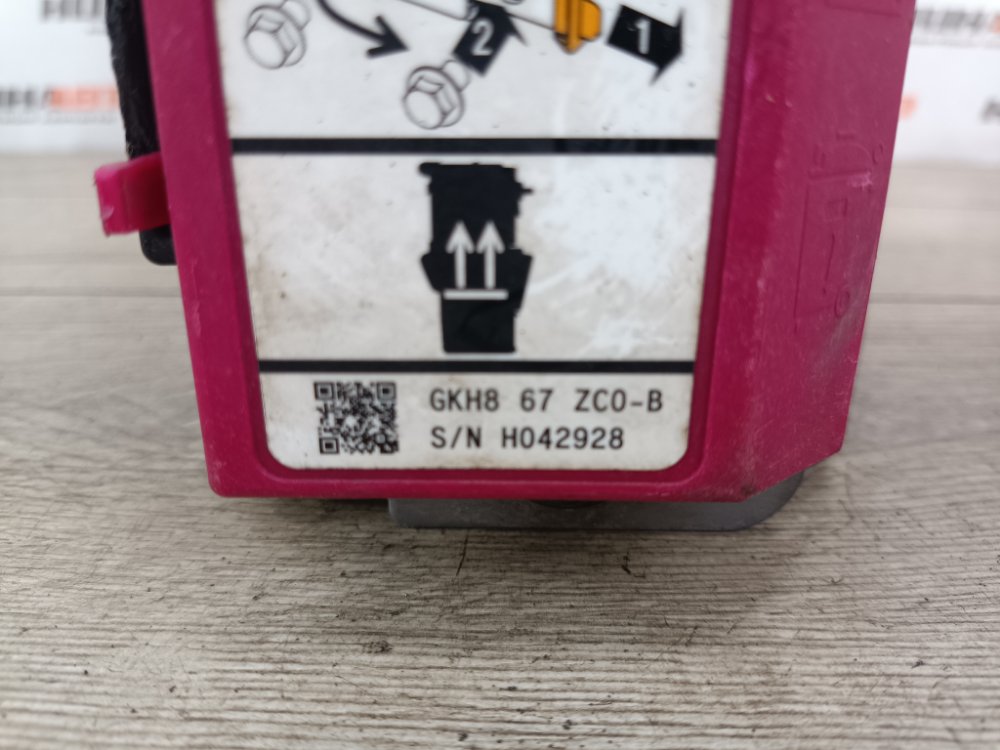 2
1
GKH8 67 ZC0-B
S/N H042928